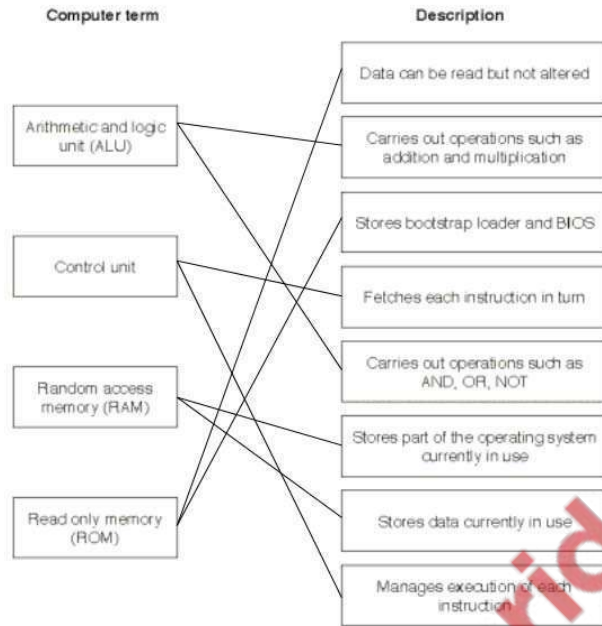 Computer term
Description
Arithmetic and logic
unit (ALU)
Control unit
Random access
memory (RAM)
Read only memory
(ROM)
Data can be read but not altered
Carries out operations such as
addition and multiplication
Stores bootstrap loader and BIOS
Fetches each instruction in turn
Carries out operations such as
AND, OR, NOT
Stores part of the operating system
currently in use
Stores data currently in use
Manages execution of each
instruction
rid